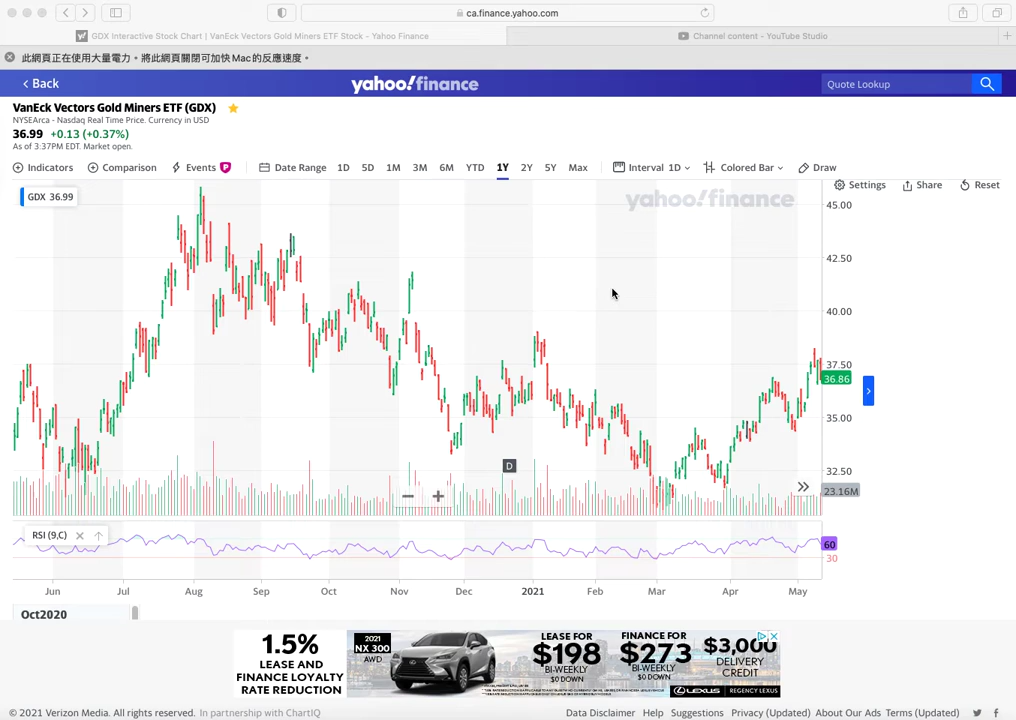 ca.finance.yahoo.com
GDX Interactive Stock Chart | VanEck Vectors Gold Miners ETF Stock - Yahoo Finance
Channel content - YouTube Studio
此網頁正在使用大量電力。將此網頁關閉可加快Mac的反應速度。
Back
yahoo!finance
Quote Lookup
VanEck Vectors Gold Miners ETF (GDX)
NYSEArca - Nasdaq Real Time Price. Currency in USD
36.99 +0.13 (+0.37%)
As of 3:37PM EDT. Market open.
Indicators Comparison Events P Date Range 1D 5D 1M 3M 6M YTD 1Y 2Y 5Y Max Interval 1D Colored Bar Draw
Settings Share Reset
GDX 36.99
yahoo!finance
45.00
42.50
40.00
37.50
36.86
35.00
32.50
D
23.16M
RSI (9,C)
60
30
Jun Jul Aug Sep Oct Nov Dec 2021 Feb Mar Apr May
Oct2020
1.5%
LEASE AND
FINANCE LOYALTY
RATE REDUCTION
2021
NX 300
AWD
LEASE FOR
$198
BI-WEEKLY
$0 DOWN
FINANCE FOR
$273
BI-WEEKLY
$0 DOWN
$3,000
DELIVERY
CREDIT
LEXUS REGENCY LEXUS
© 2021 Verizon Media. All rights reserved. In partnership with ChartIQ
Data Disclaimer Help Suggestions Privacy (Updated) About Our Ads Terms (Updated)